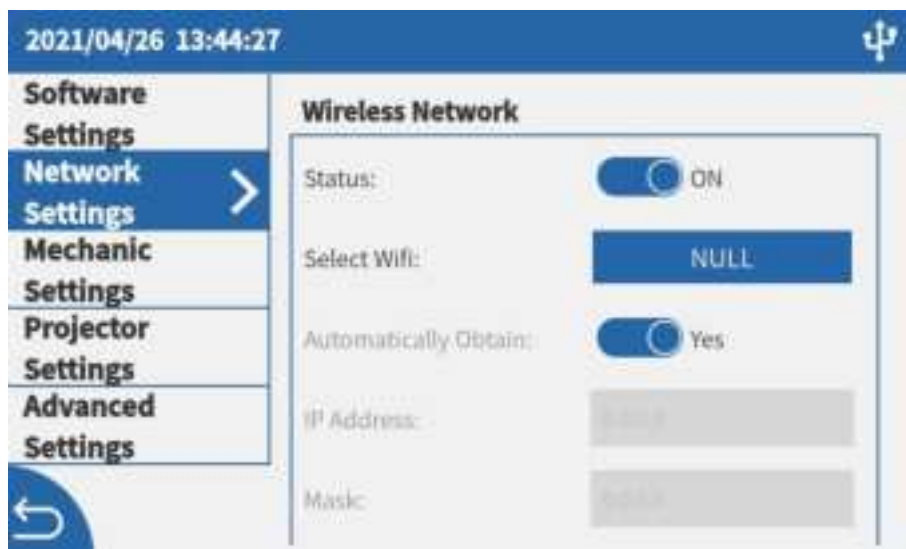 2021/04/26 13:44:27
Software
Settings
Network
Settings
Mechanic
Settings
Projector
Settings
Advanced
Settings
Wireless Network
Status:
ON
Select Wifi:
NULL
Automatically Obtain:
Yes
IP Address:
Mask: